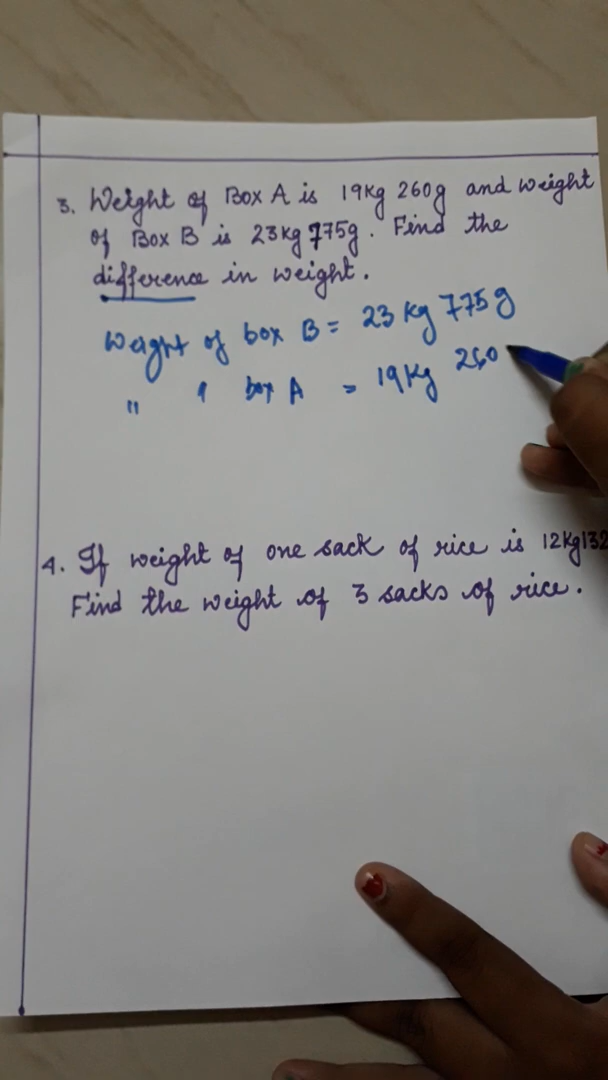 3. Weight of Box A is 19Kg 260g and weight
of Box B is 23kg 775g. Find the
difference in weight.
Weight of box B = 23 Kg 775 g
" " box A = 19 Kg 260
4. If weight of one sack of rice is 12Kg132
Find the weight of 3 sacks of rice.